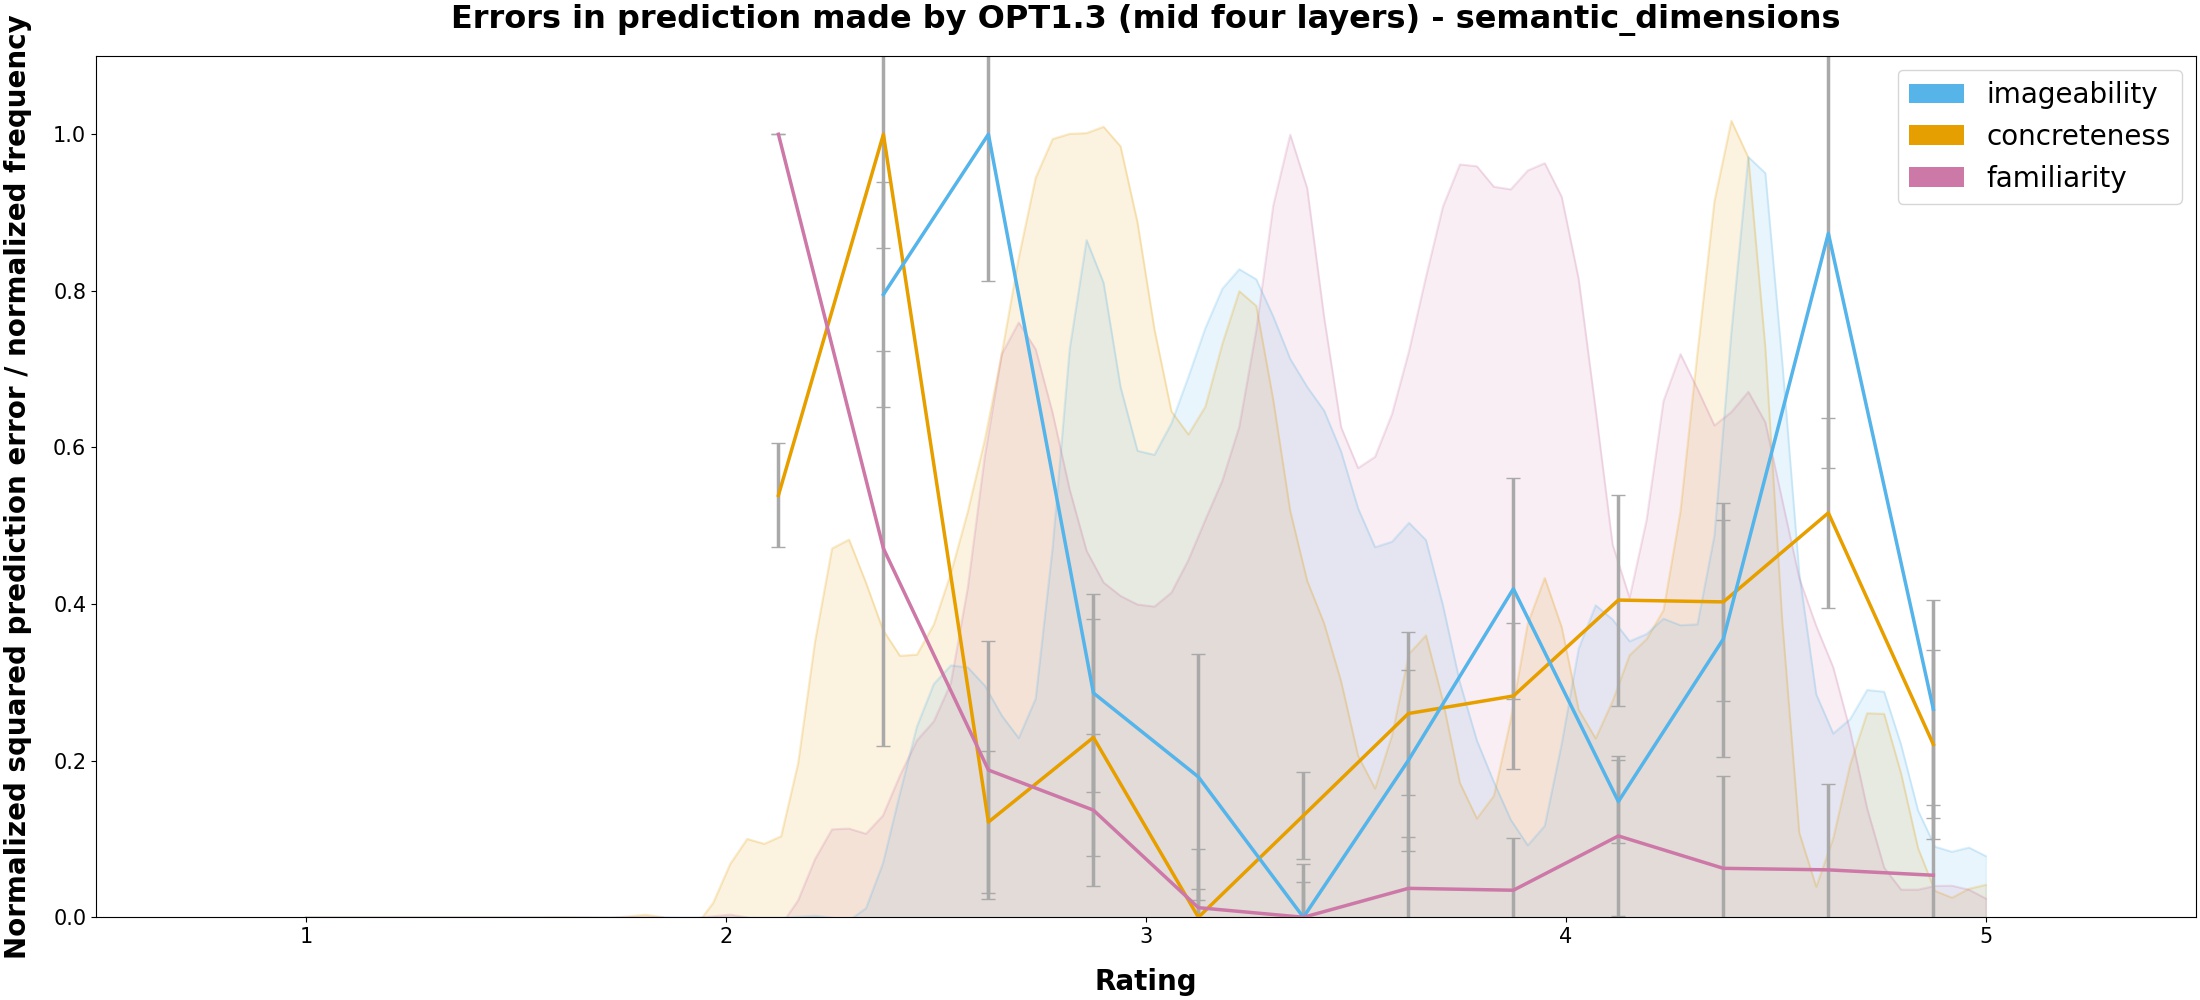 Errors in prediction made by OPT1.3 (mid four layers) - semantic_dimensions
Normalized squared prediction error / normalized frequency
1.0
0.8
0.6
0.4
0.2
0.0
imageability
concreteness
familiarity
1 2 3 4 5
Rating